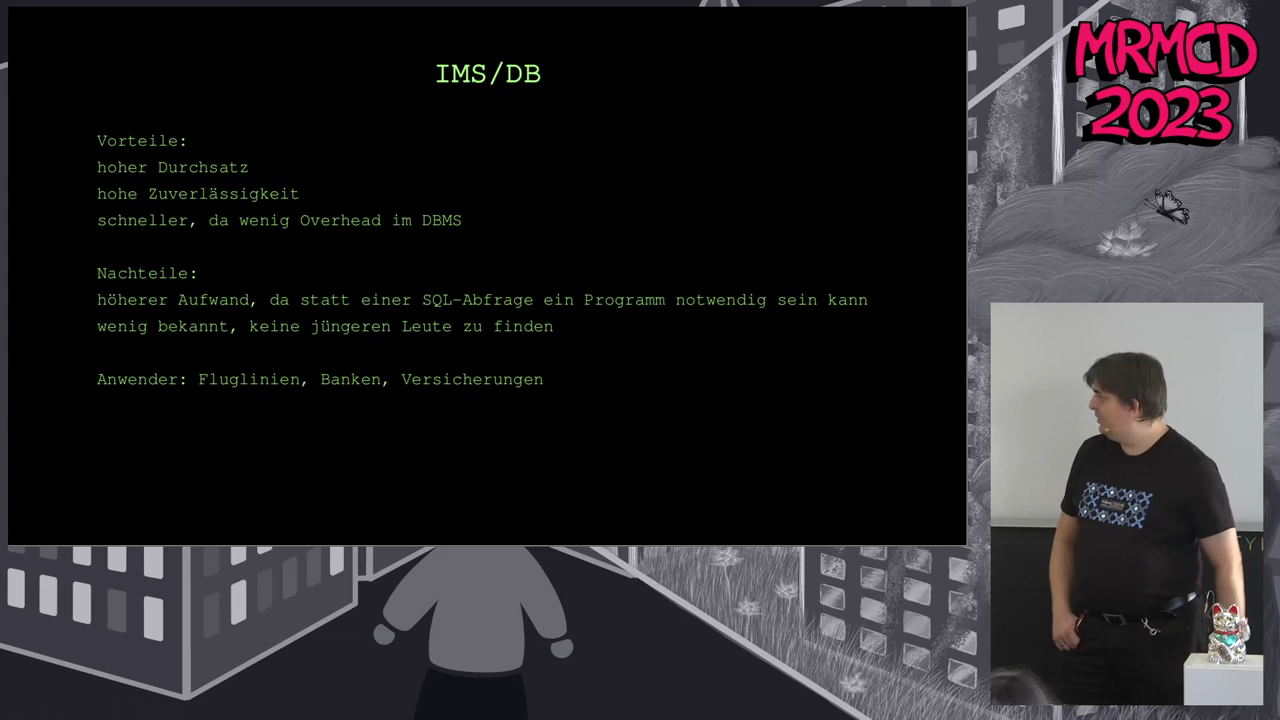 IMS/DB
Vorteile:
hoher Durchsatz
hohe Zuverlässigkeit
schneller, da wenig Overhead im DBMS
Nachteile:
höherer Aufwand, da statt einer SQL-Abfrage ein Programm notwendig sein kann
wenig bekannt, keine jüngeren Leute zu finden
Anwender: Fluglinien, Banken, Versicherungen
MRMCD
2023